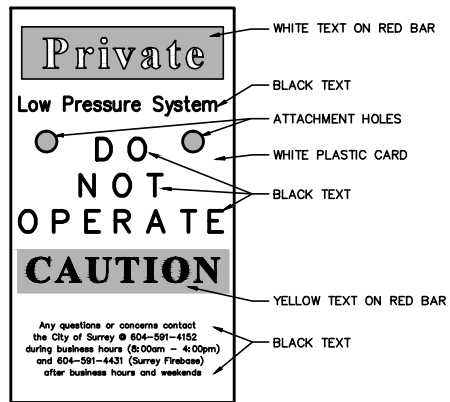 Private
WHITE TEXT ON RED BAR
Low Pressure System
BLACK TEXT
ATTACHMENT HOLES
DO
WHITE PLASTIC CARD
NOT
BLACK TEXT
OPERATE
CAUTION
YELLOW TEXT ON RED BAR
Any questions or concerns contact
the City of Surrey @ 604-591-4152
during business hours (8:00am - 4:00pm)
and 604-591-4431 (Surrey Firebase)
after business hours and weekends
BLACK TEXT